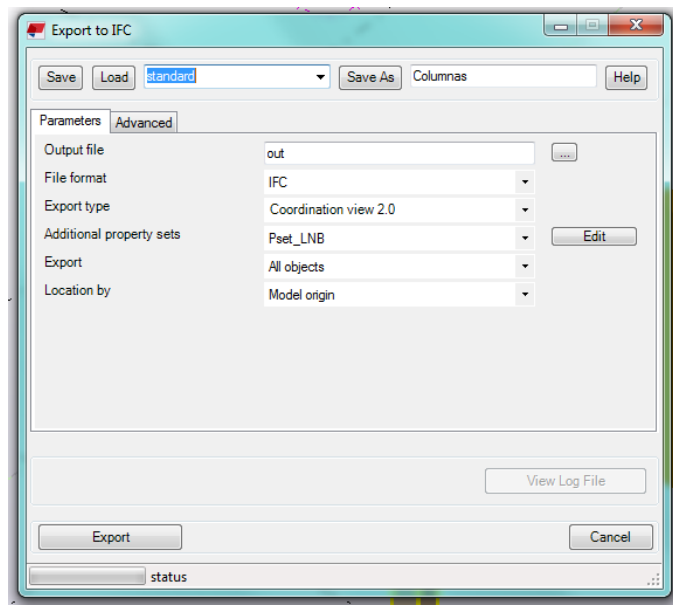 Export to IFC
Save Load standard Save As Columnas Help
Parameters Advanced
Output file out ...
File format IFC
Export type Coordination view 2.0
Additional property sets Pset_LNB Edit
Export All objects
Location by Model origin
View Log File
Export Cancel
status